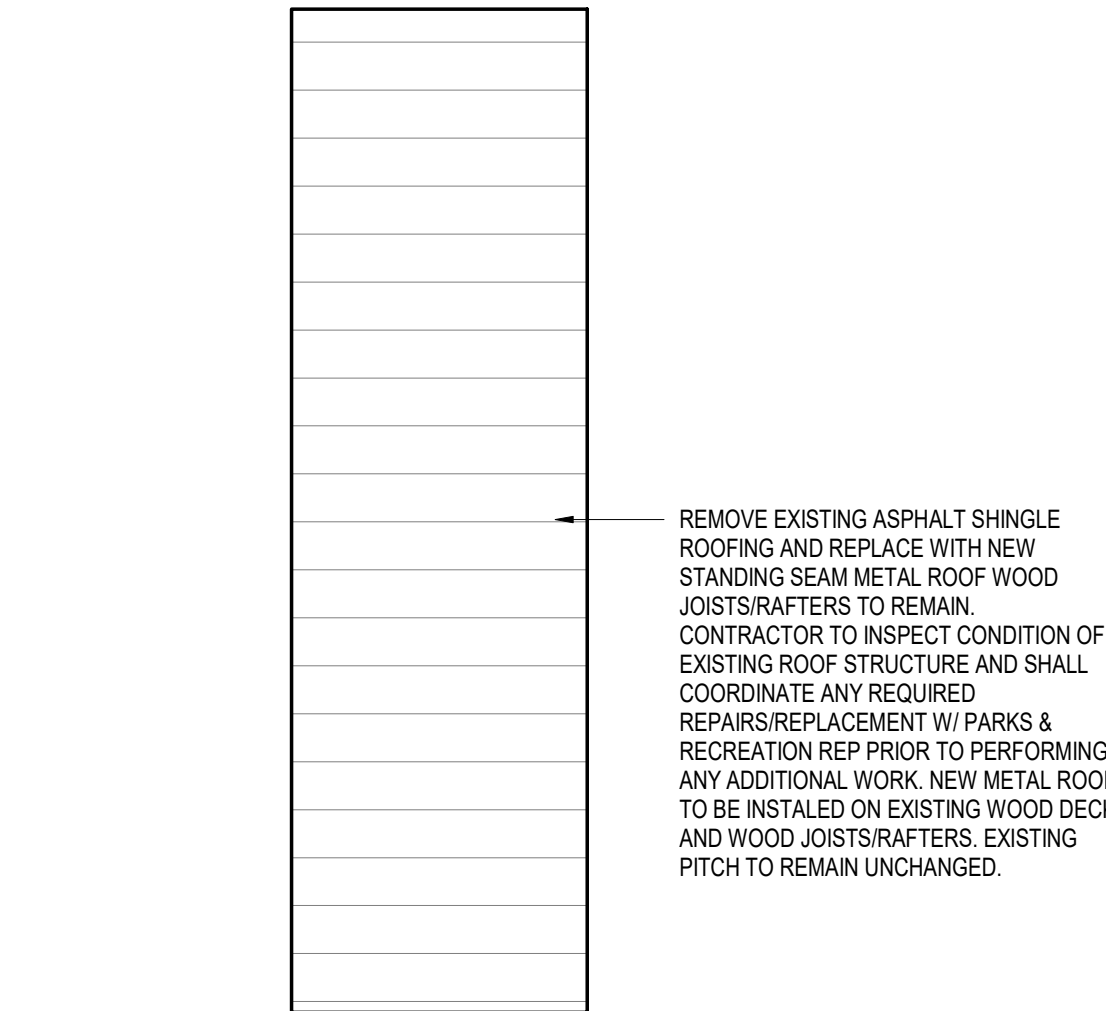 REMOVE EXISTING ASPHALT SHINGLE
ROOFING AND REPLACE WITH NEW
STANDING SEAM METAL ROOF WOOD
JOISTS/RAFTERS TO REMAIN.
CONTRACTOR TO INSPECT CONDITION OF
EXISTING ROOF STRUCTURE AND SHALL
COORDINATE ANY REQUIRED
REPAIRS/REPLACEMENT W/ PARKS &
RECREATION REP PRIOR TO PERFORMING
ANY ADDITIONAL WORK. NEW METAL ROOF
TO BE INSTALED ON EXISTING WOOD DECK
AND WOOD JOISTS/RAFTERS. EXISTING
PITCH TO REMAIN UNCHANGED.